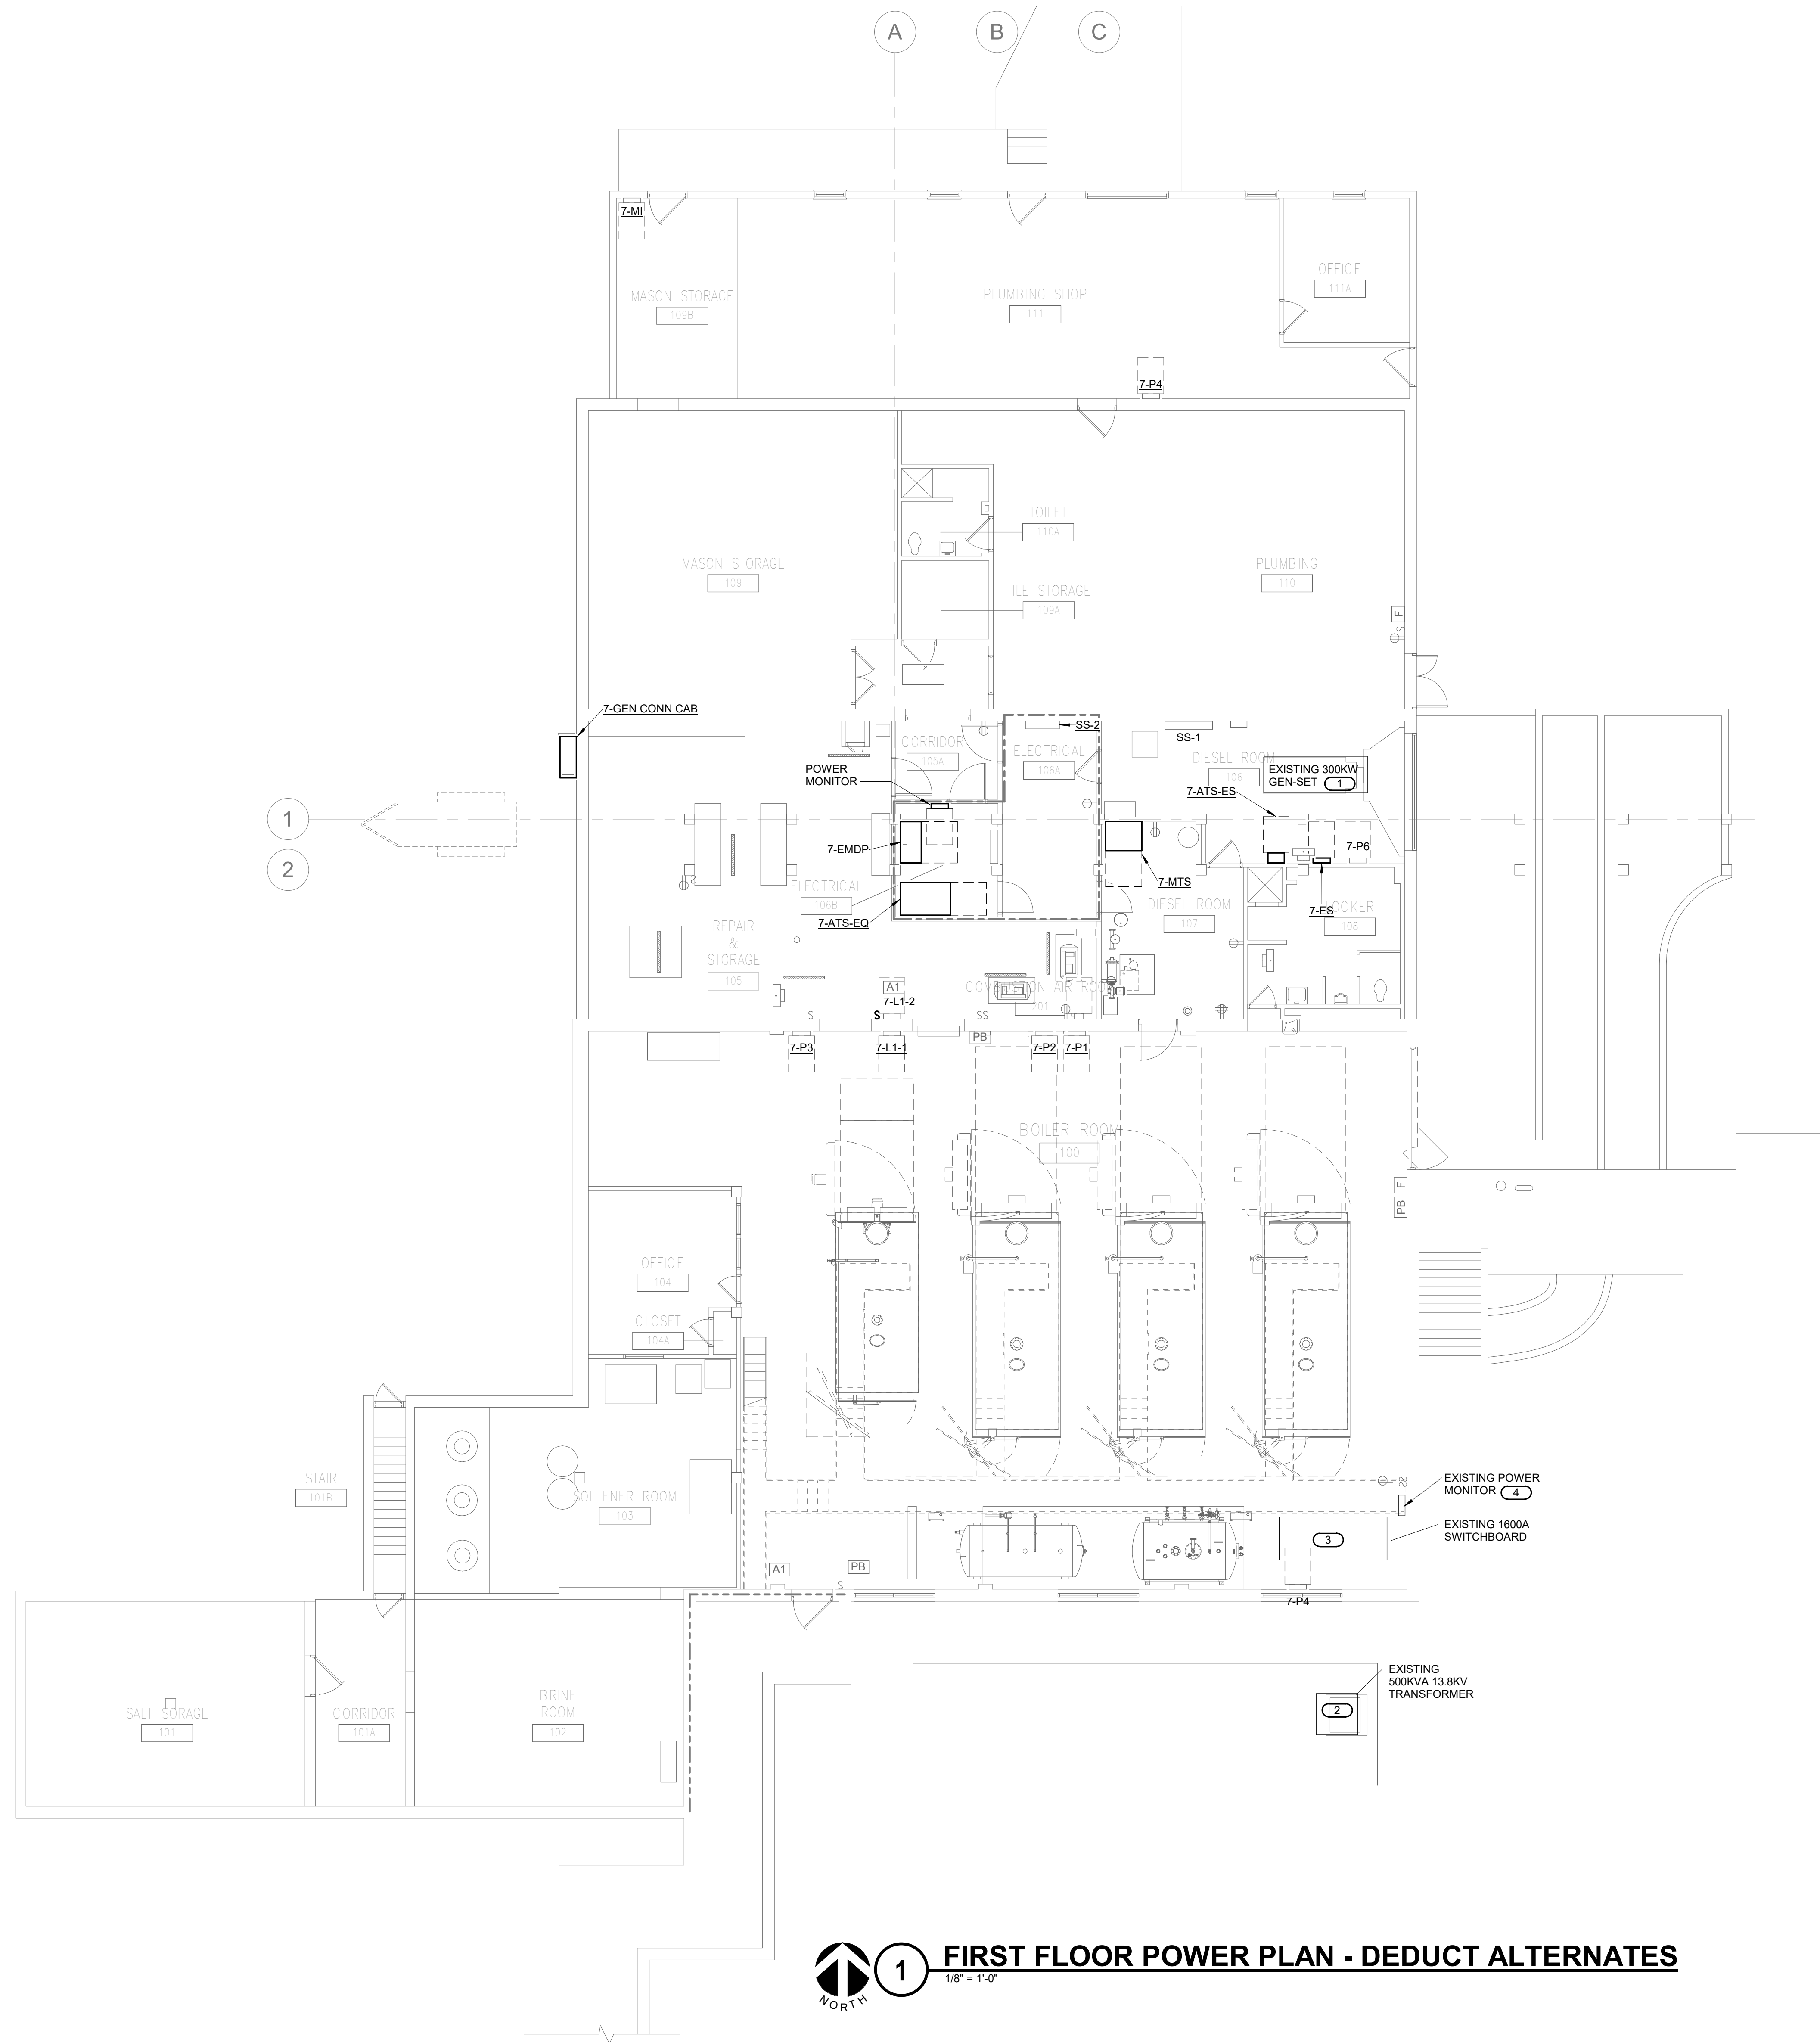 A
B
C
7-MI
MASON STORAGE
109B
PLUMBING SHOP
111
OFFICE
111A
7-P4
TOILET
110A
MASON STORAGE
109
PLUMBING
110
TILE STORAGE
109A
F
S
7-GEN CONN CAB
SS-2
SS-1
CORRIDOR
105A
ELECTRICAL
106A
DIESEL ROOM
106
EXISTING 300KW
GEN-SET 1
POWER
MONITOR
7-ATS-ES
1
7-EMDP
7-P6
2
7-MTS
ELECTRICAL
106B
7-ES
LOCKER
108
DIESEL ROOM
107
7-ATS-EQ
REPAIR
&
STORAGE
105
A1
7-L1-2
COMBUSTION AIR ROOM
201
S
S
SS
PB
7-P3
7-L1-1
7-P2
7-P1
BOILER ROOM
100
F
PB
OFFICE
104
CLOSET
104A
STAIR
101B
SOFTENER ROOM
103
EXISTING POWER
MONITOR 4
EXISTING 1600A
SWITCHBOARD
3
A1
PB
S
7-P4
EXISTING
500KVA 13.8KV
TRANSFORMER
2
SALT SORAGE
101
CORRIDOR
101A
BRINE
ROOM
102
NORTH
1
FIRST FLOOR POWER PLAN - DEDUCT ALTERNATES
1/8" = 1'-0"